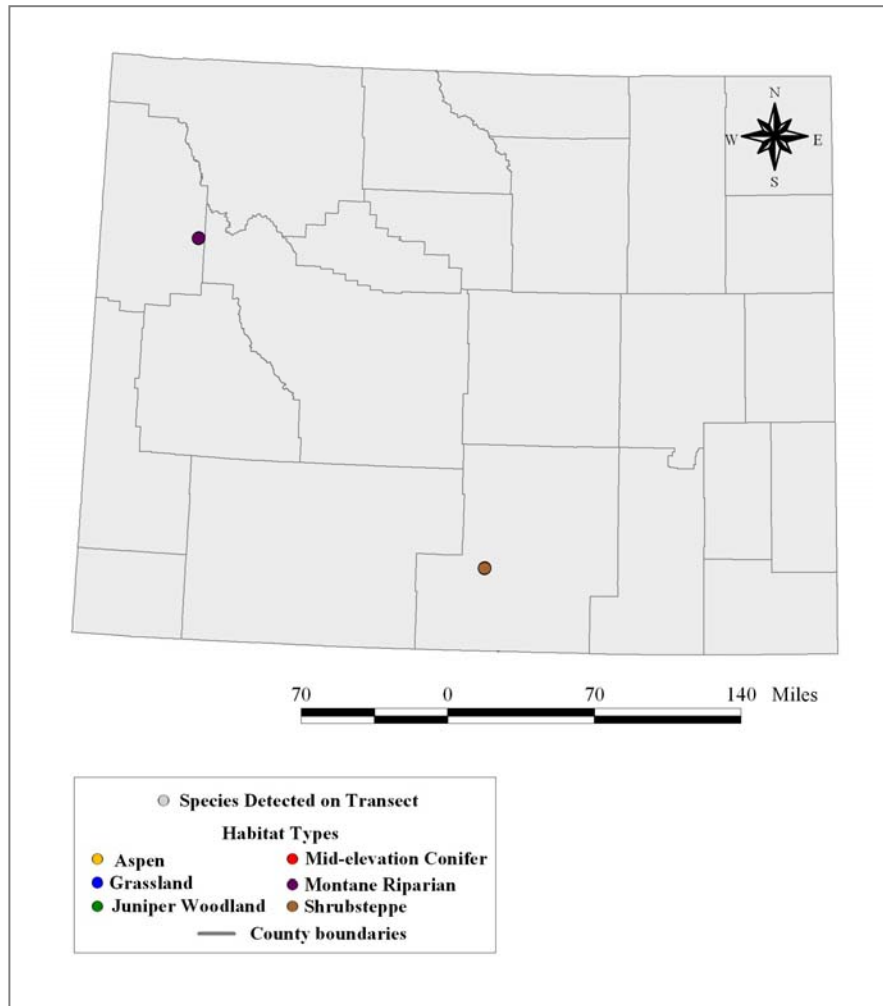 N
W E
S
70 0 70 140 Miles
Species Detected on Transect
Habitat Types
Aspen Mid-elevation Conifer
Grassland Montane Riparian
Juniper Woodland Shrubsteppe
County boundaries